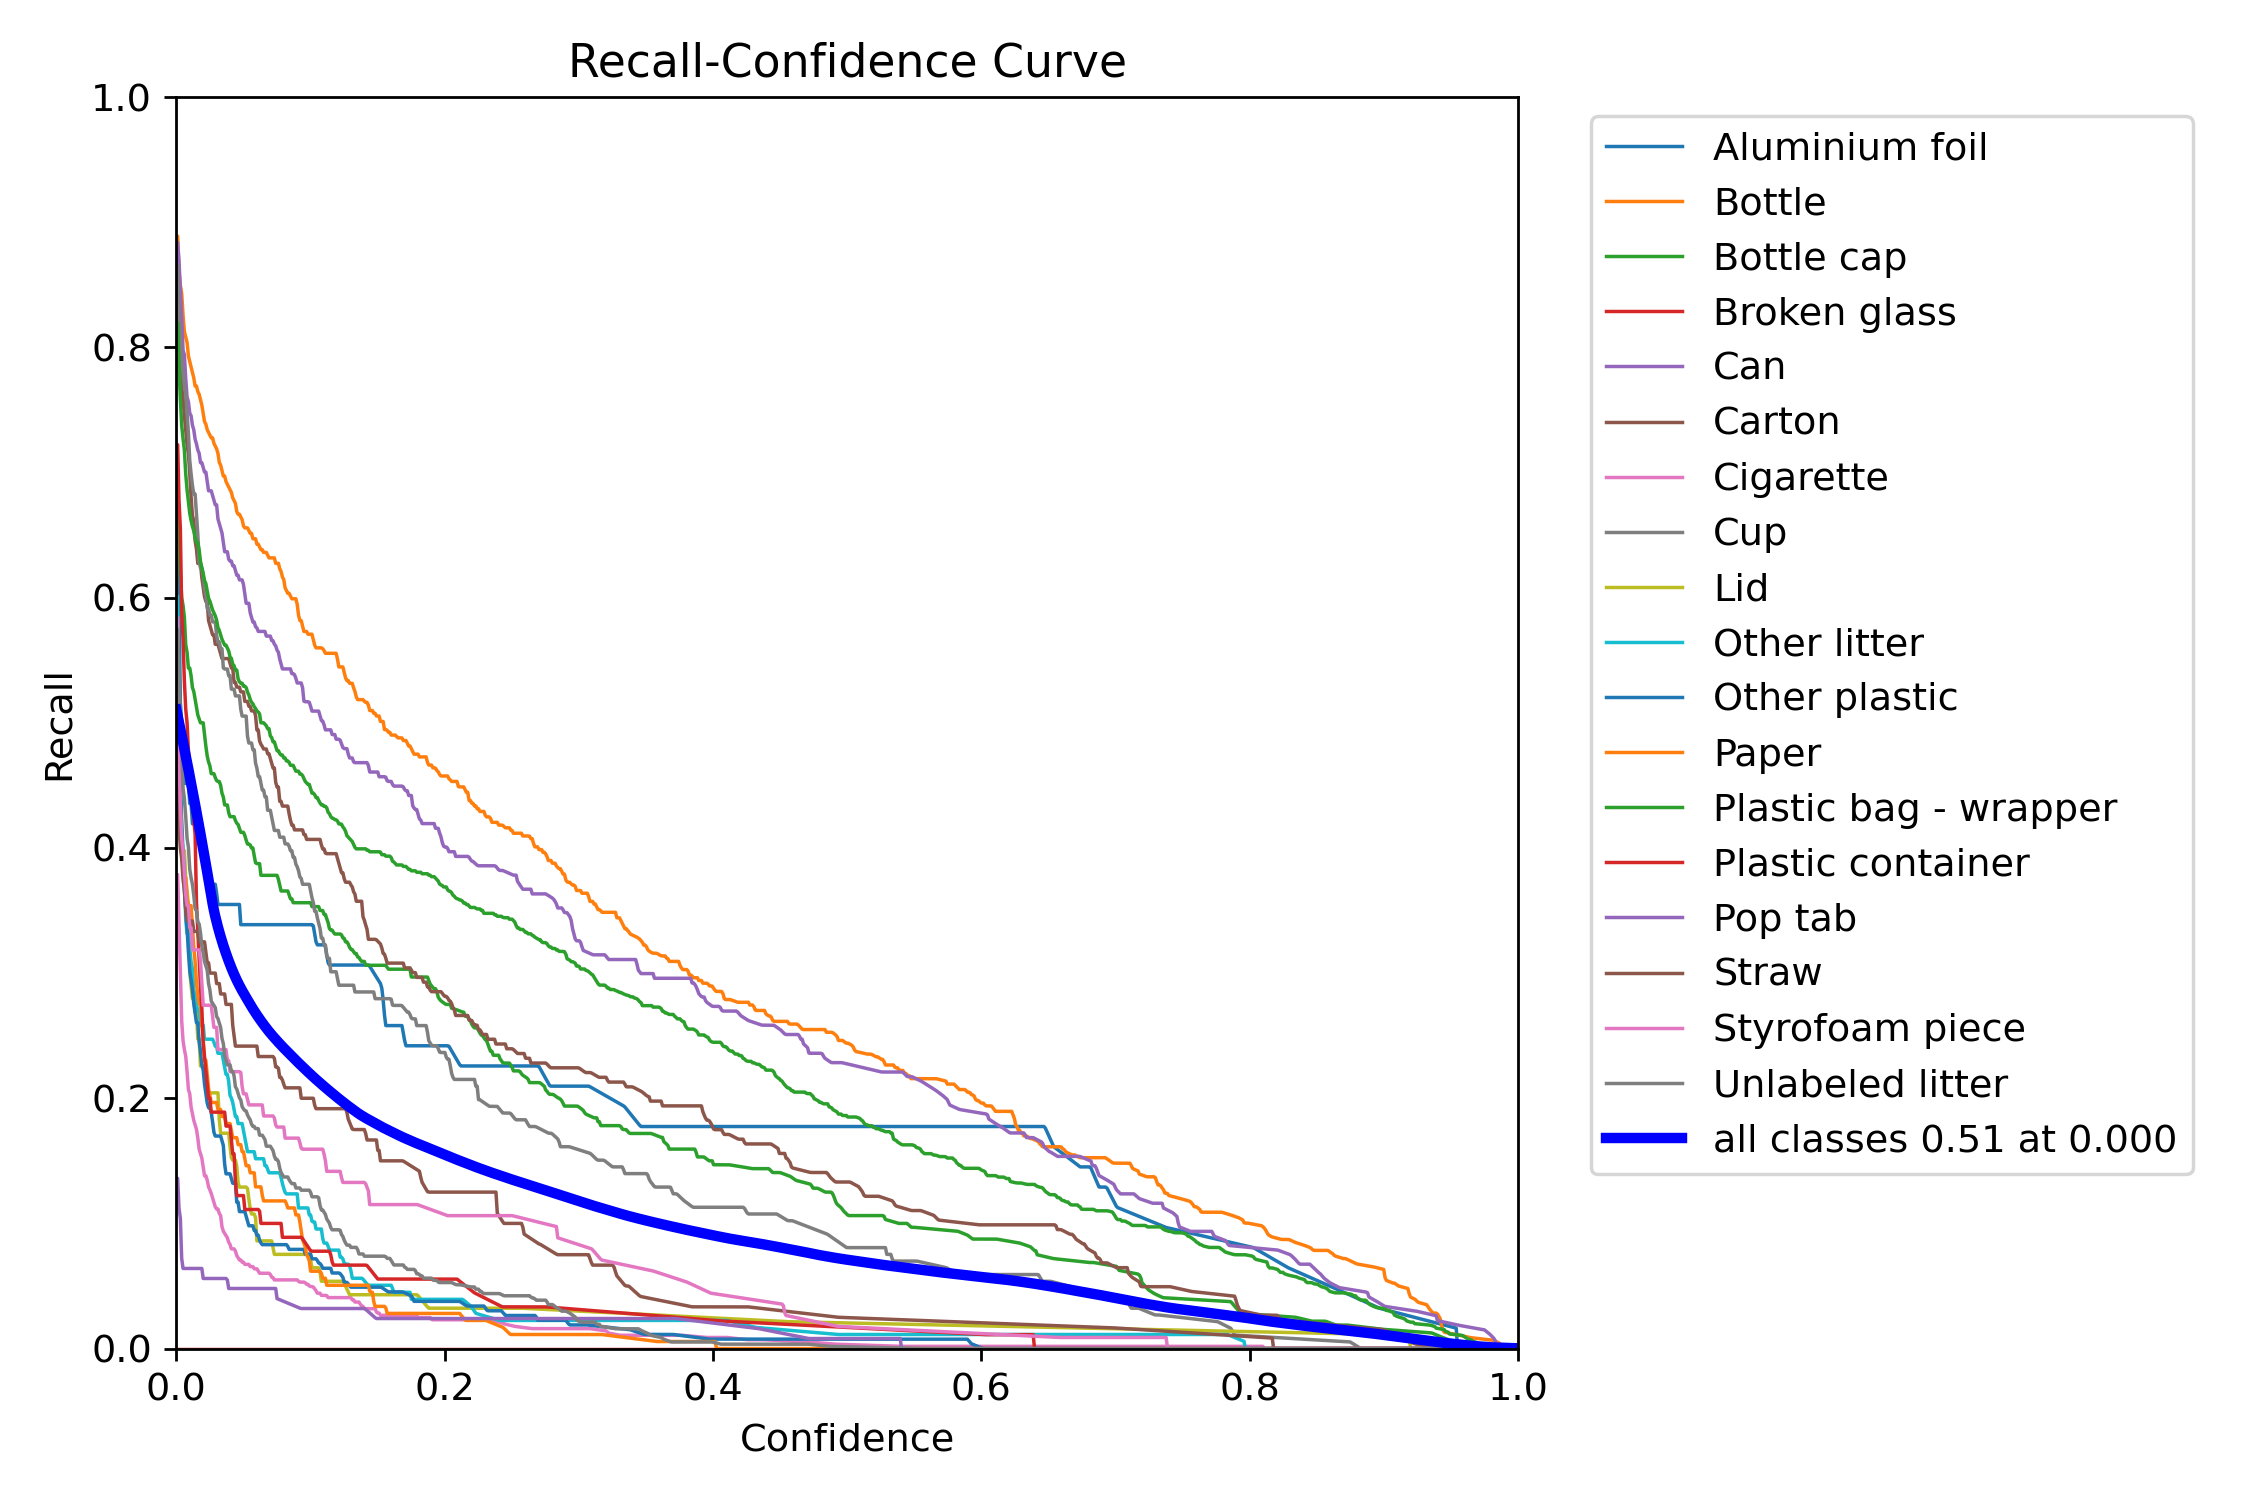 Recall-Confidence Curve
1.0
0.8
0.6
0.4
0.2
0.0
Recall
0.0 0.2 0.4 0.6 0.8 1.0
Confidence
Aluminium foil
Bottle
Bottle cap
Broken glass
Can
Carton
Cigarette
Cup
Lid
Other litter
Other plastic
Paper
Plastic bag - wrapper
Plastic container
Pop tab
Straw
Styrofoam piece
Unlabeled litter
all classes 0.51 at 0.000